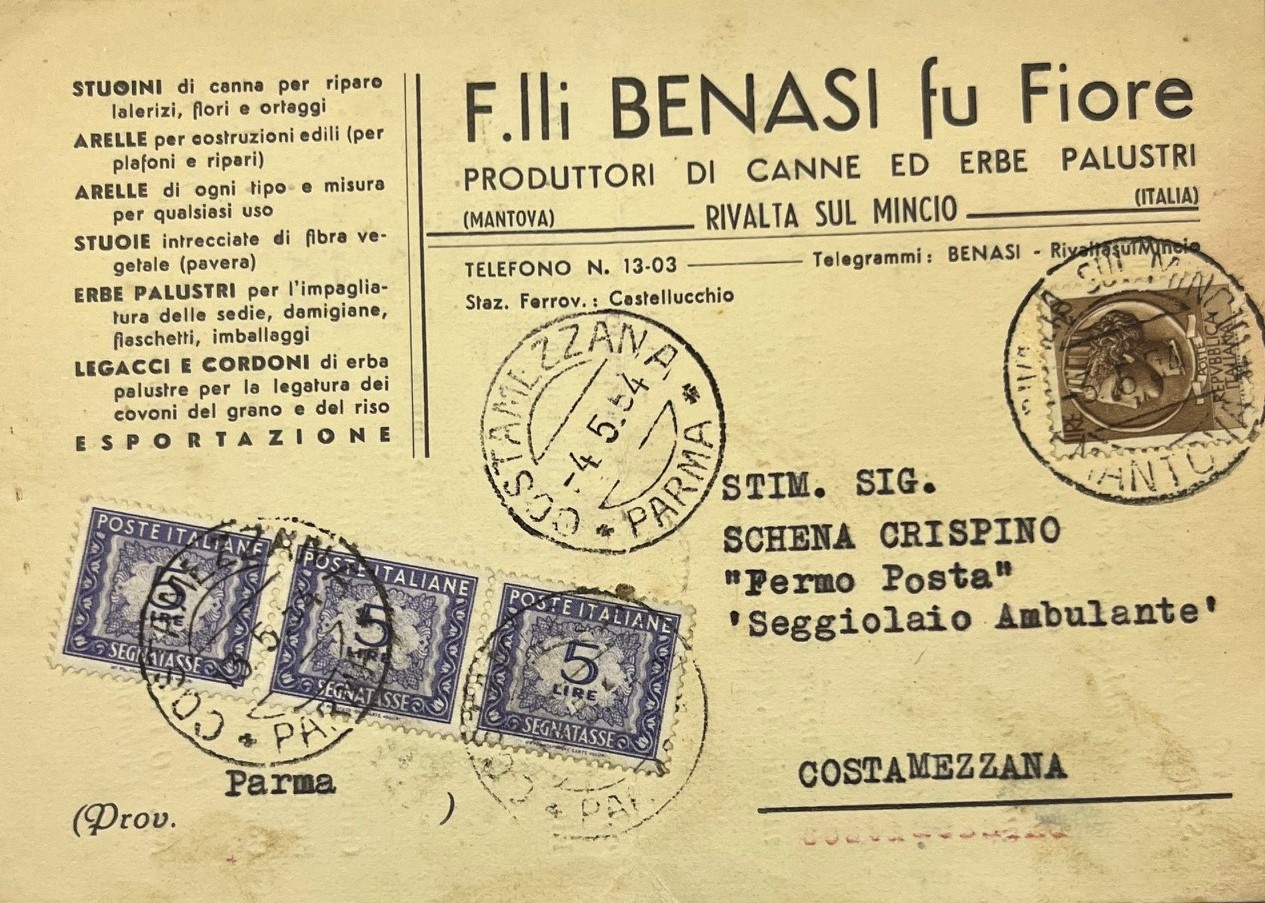 STUOINI di canna per riparo
lalerizi, fiori e ortaggi
ARELLE per costruzioni edili (per
plafoni e ripari)
ARELLE di ogni tipo e misura
per qualsiasi uso
STUOIE intrecciate di fibra ve-
getale (pavera)
ERBE PALUSTRI per l'impaglia-
tura delle sedie, damigiane,
fiaschetti, imballaggi
LEGACCI E CORDONI di erba
palustre per la legatura dei
covoni del grano e del riso
ESPORTAZIONE
F.lli BENASI fu Fiore
PRODUTTORI DI CANNE ED ERBE PALUSTRI
(MANTOVA) RIVALTA SUL MINCIO (ITALIA)
TELEFONO N. 13-03 Telegrammi: BENASI - RivaltasulMincio
Staz. Ferrov.: Castellucchio
SUL MINCIO
POSTE
REPVBBLICA
ITALIANA
COSTAMEZZANA
-4.5.54
* PARMA *
STIM. SIG.
SCHENA CRISPINO
"Fermo Posta"
'Seggiolaio Ambulante'
COSTAMEZZANA
POSTE ITALIANE
SEGNATASSE
POSTE ITALIANE
5
LIRE
SEGNATASSE
POSTE ITALIANE
5
LIRE
SEGNATASSE
Parma
(Prov. )